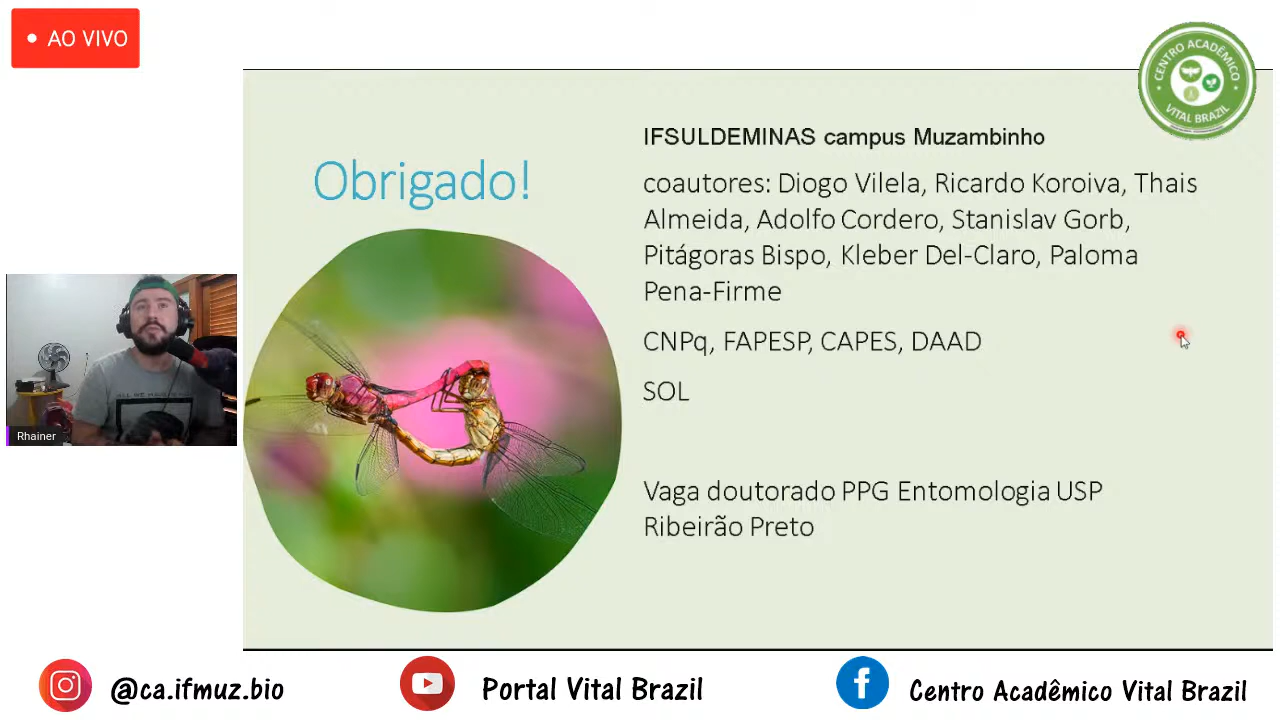 AO VIVO
CENTRO ACADÊMICO
VITAL BRAZIL
Obrigado!
IFSULDEMINAS campus Muzambinho
coautores: Diogo Vilela, Ricardo Koroiva, Thais
Almeida, Adolfo Cordero, Stanislav Gorb,
Pitágoras Bispo, Kleber Del-Claro, Paloma
Pena-Firme
CNPq, FAPESP, CAPES, DAAD
SOL
Vaga doutorado PPG Entomologia USP
Ribeirão Preto
Rhainer
@ca.ifmuz.bio
Portal Vital Brazil
Centro Acadêmico Vital Brazil